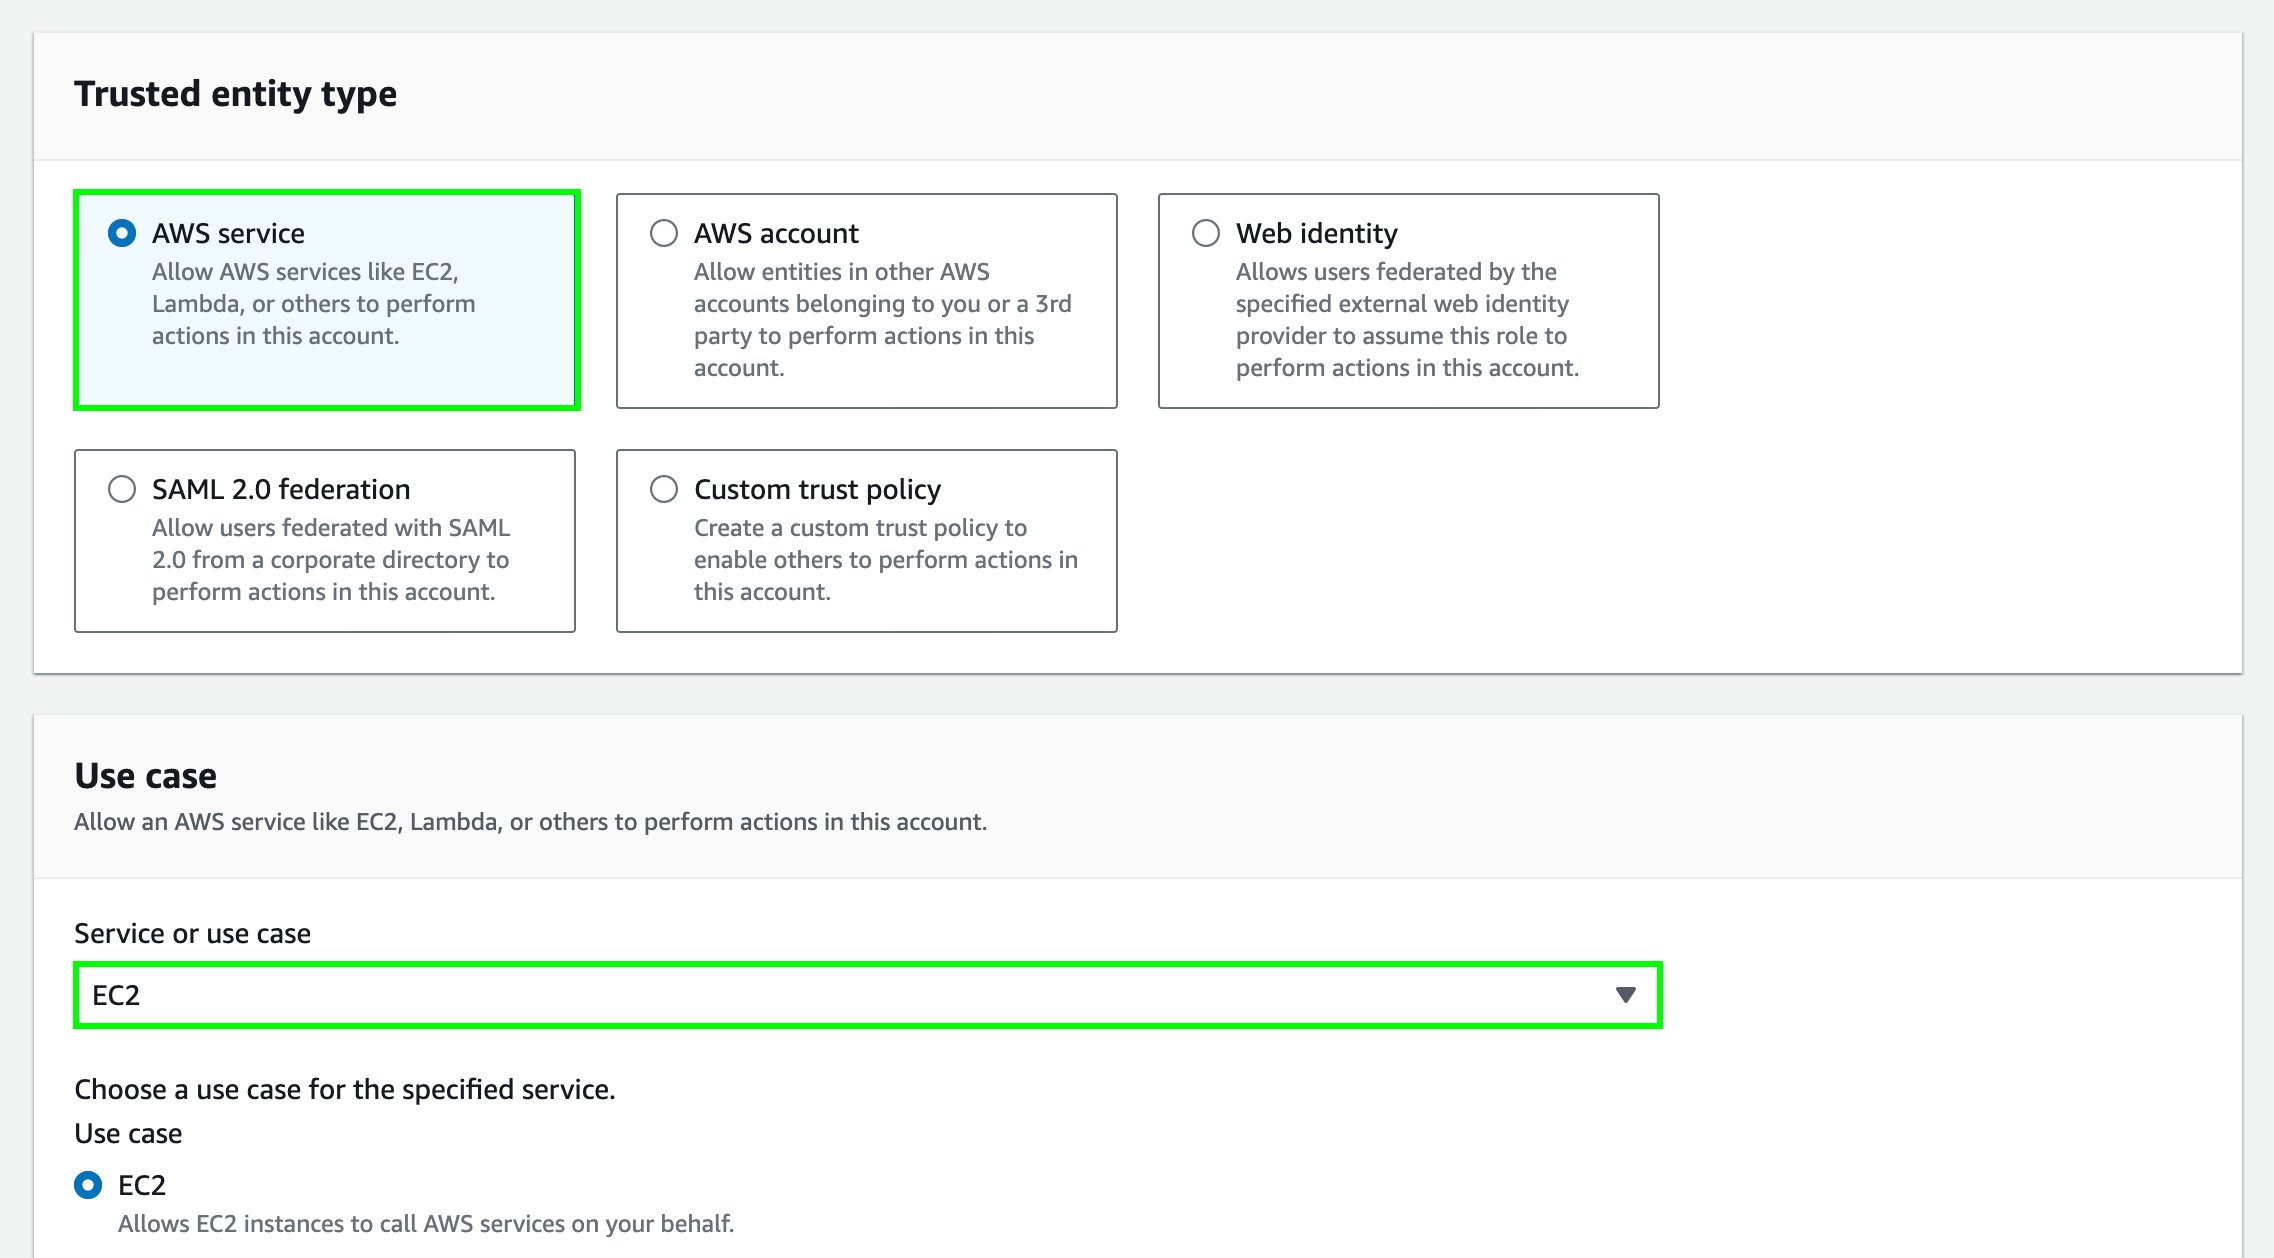 Trusted entity type
AWS service
Allow AWS services like EC2,
Lambda, or others to perform
actions in this account.
AWS account
Allow entities in other AWS
accounts belonging to you or a 3rd
party to perform actions in this
account.
Web identity
Allows users federated by the
specified external web identity
provider to assume this role to
perform actions in this account.
SAML 2.0 federation
Allow users federated with SAML
2.0 from a corporate directory to
perform actions in this account.
Custom trust policy
Create a custom trust policy to
enable others to perform actions in
this account.
Use case
Allow an AWS service like EC2, Lambda, or others to perform actions in this account.
Service or use case
EC2
Choose a use case for the specified service.
Use case
EC2
Allows EC2 instances to call AWS services on your behalf.